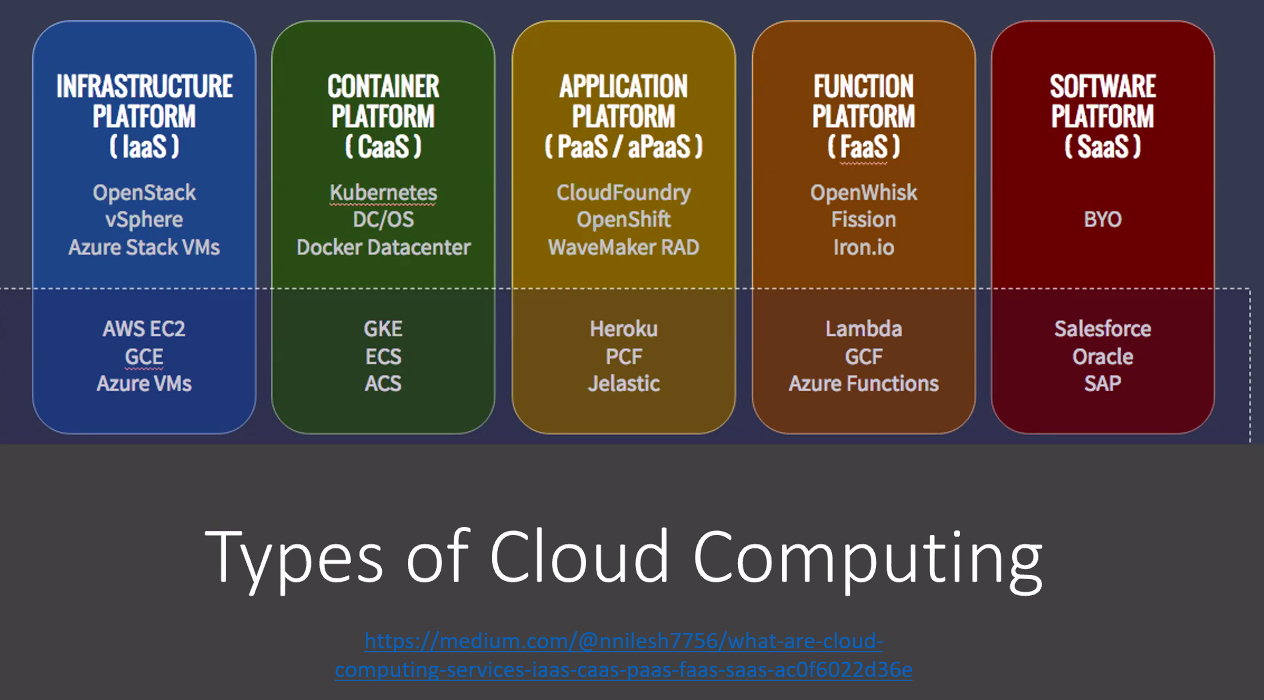 INFRASTRUCTURE
PLATFORM
( IaaS )
OpenStack
vSphere
Azure Stack VMs
AWS EC2
GCE
Azure VMs
CONTAINER
PLATFORM
( CaaS )
Kubernetes
DC/OS
Docker Datacenter
GKE
ECS
ACS
APPLICATION
PLATFORM
( PaaS / aPaaS )
CloudFoundry
OpenShift
WaveMaker RAD
Heroku
PCF
Jelastic
FUNCTION
PLATFORM
( FaaS )
OpenWhisk
Fission
Iron.io
Lambda
GCF
Azure Functions
SOFTWARE
PLATFORM
( SaaS )
BYO
Salesforce
Oracle
SAP
Types of Cloud Computing
https://medium.com/@nnilesh7756/what-are-cloud-
computing-services-iaas-caas-paas-faas-saas-ac0f6022d36e